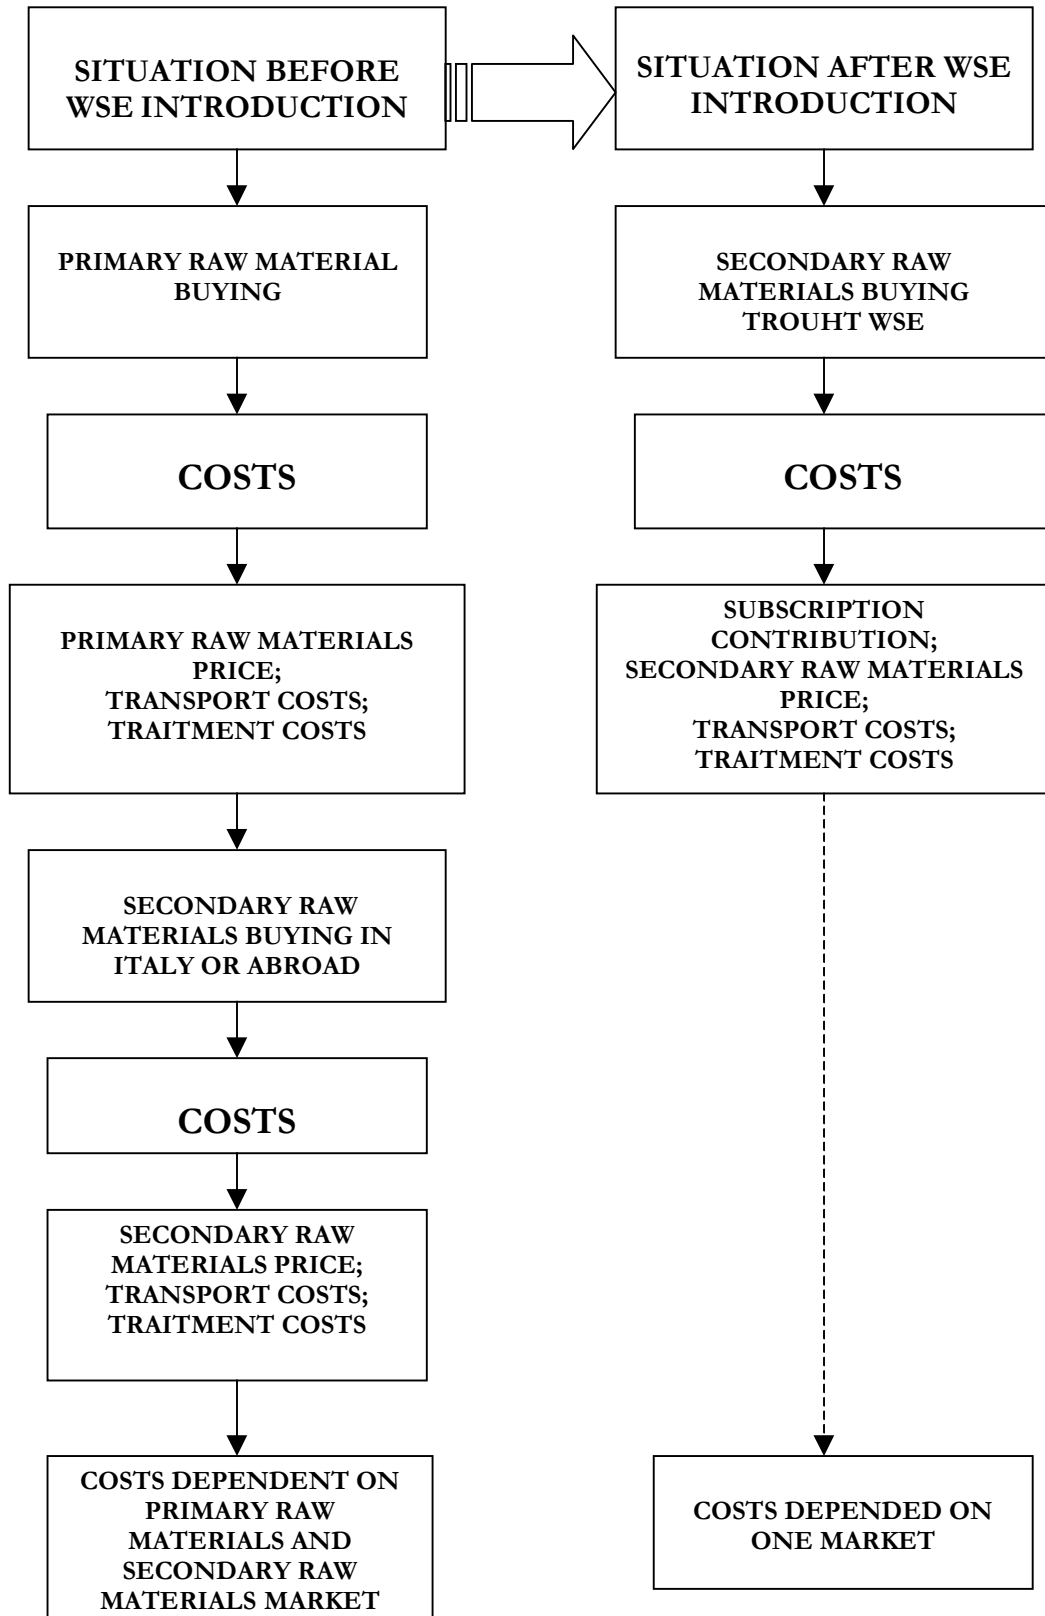 SITUATION BEFORE
WSE INTRODUCTION
SITUATION AFTER WSE
INTRODUCTION
PRIMARY RAW MATERIAL
BUYING
SECONDARY RAW
MATERIALS BUYING
TROUHT WSE
COSTS
COSTS
PRIMARY RAW MATERIALS
PRICE;
TRANSPORT COSTS;
TRAITMENT COSTS
SUBSCRIPTION
CONTRIBUTION;
SECONDARY RAW MATERIALS
PRICE;
TRANSPORT COSTS;
TRAITMENT COSTS
SECONDARY RAW
MATERIALS BUYING IN
ITALY OR ABROAD
COSTS
SECONDARY RAW
MATERIALS PRICE;
TRANSPORT COSTS;
TRAITMENT COSTS
COSTS DEPENDENT ON
PRIMARY RAW
MATERIALS AND
SECONDARY RAW
MATERIALS MARKET
COSTS DEPENDED ON
ONE MARKET